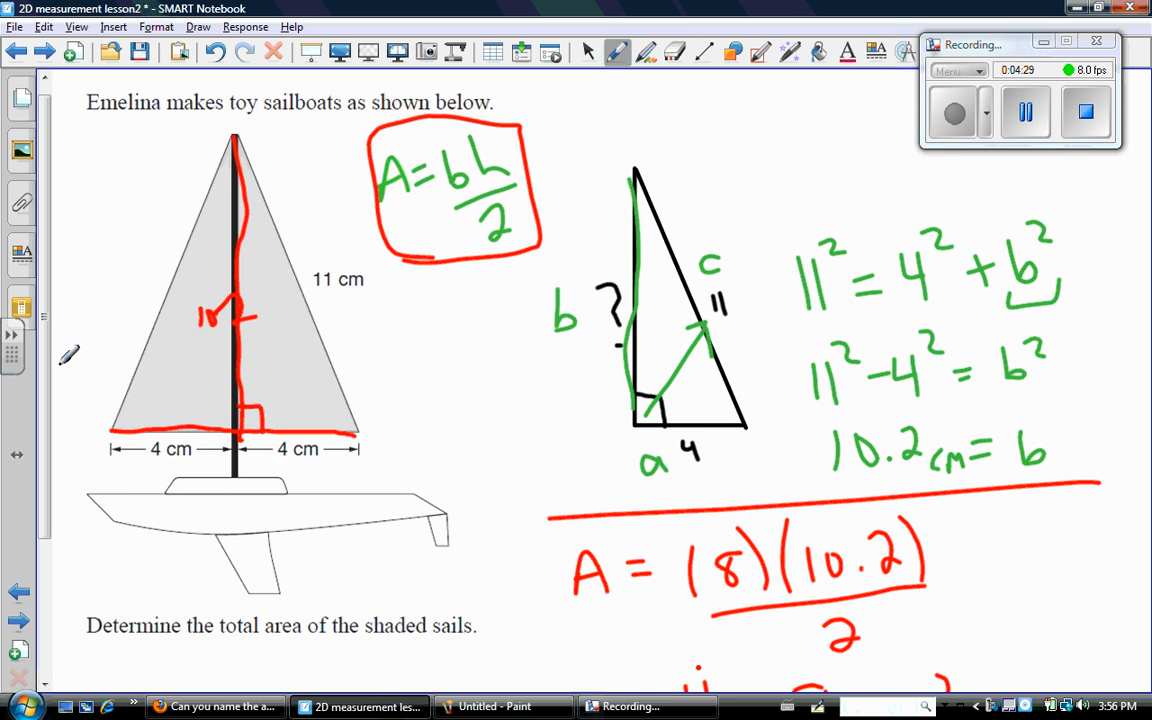 2D measurement lesson2 * - SMART Notebook
File Edit View Insert Format Draw Response Help
Recording...
Menu
0:04:29
8.0 fps
Emelina makes toy sailboats as shown below.
A = bh
2
11 cm
10
4 cm
4 cm
c
11
b
?
a
4
11² = 4² + b²
11² - 4² = b²
10.2 cm = b
A = (8)(10.2)
2
Determine the total area of the shaded sails.
Can you name the a...
2D measurement les...
Untitled - Paint
Recording...
3:56 PM